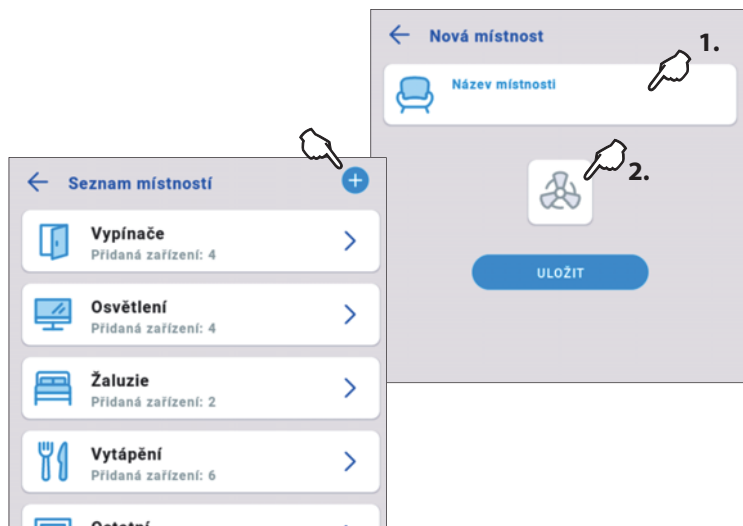 Nová místnost
1.
Název místnosti
2.
ULOŽIT
Seznam místností
Vypínače
Přidaná zařízení: 4
Osvětlení
Přidaná zařízení: 4
Žaluzie
Přidaná zařízení: 2
Vytápění
Přidaná zařízení: 6
Ostatní